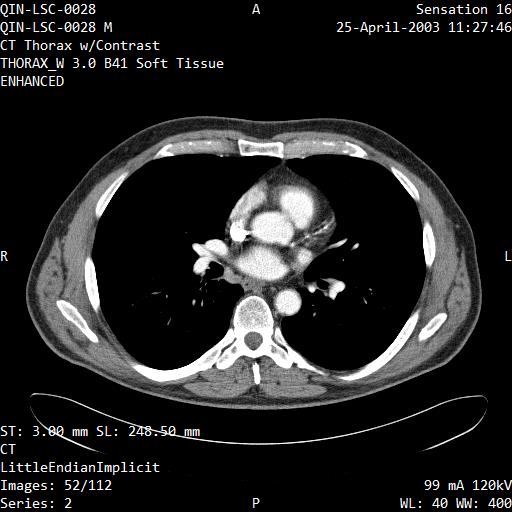 QIN-LSC-0028
A
Sensation 16
QIN-LSC-0028 M
25-April-2003 11:27:46
CT Thorax w/Contrast
THORAX_W 3.0 B41 Soft Tissue
ENHANCED
R
L
ST: 3.00 mm SL: 248.50 mm
CT
LittleEndianImplicit
Images: 52/112
99 mA 120kV
Series: 2
P
WL: 40 WW: 400